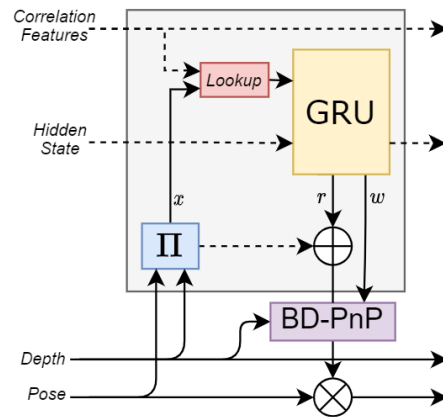 Correlation
Features
Lookup
GRU
Hidden
State
x
r
w
Π
BD-PnP
Depth
Pose